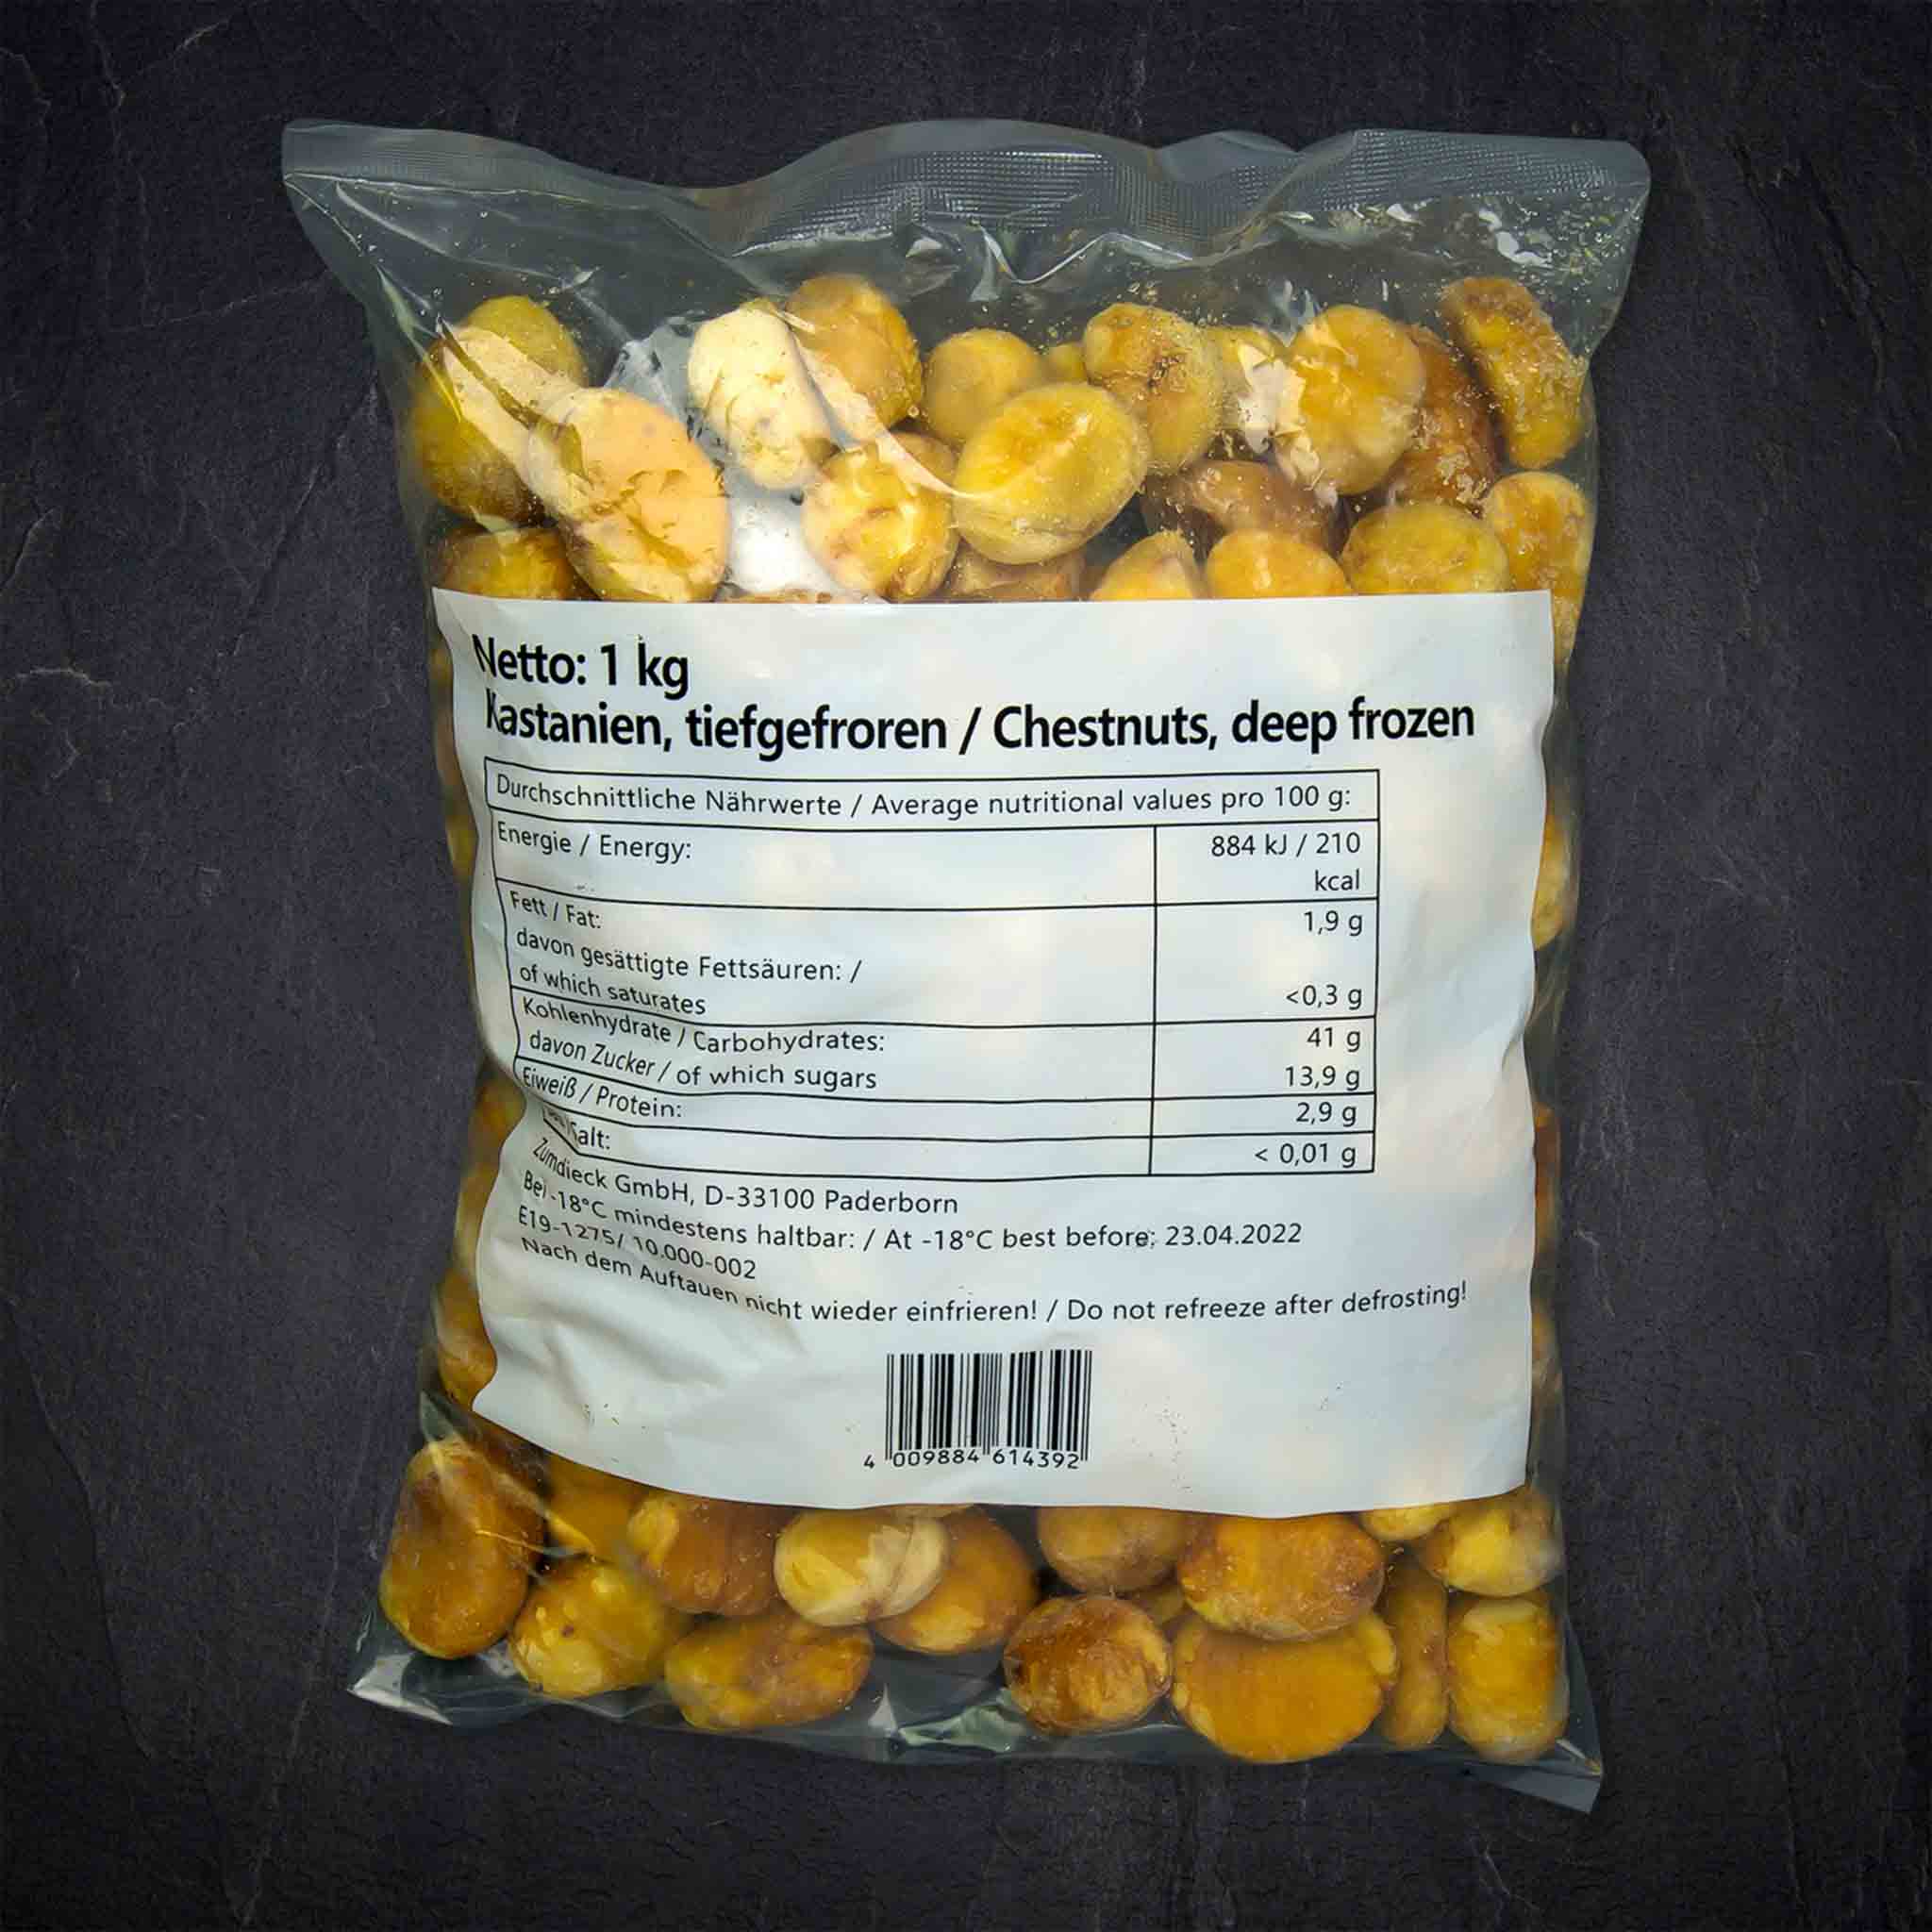 Netto: 1 kg
Kastanien, tiefgefroren / Chestnuts, deep frozen
Durchschnittliche Nährwerte / Average nutritional values pro 100 g:
Energie / Energy: 884 kJ / 210
kcal
Fett / Fat: 1,9 g
davon gesättigte Fettsäuren: /
of which saturates <0,3 g
Kohlenhydrate / Carbohydrates: 41 g
davon Zucker / of which sugars 13,9 g
Eiweiß / Protein: 2,9 g
Salt: < 0,01 g
Zumdieck GmbH, D-33100 Paderborn
Bei -18°C mindestens haltbar: / At -18°C best before: 23.04.2022
E19-1275/ 10.000-002
Nach dem Auftauen nicht wieder einfrieren! / Do not refreeze after defrosting!
4 009884 614392